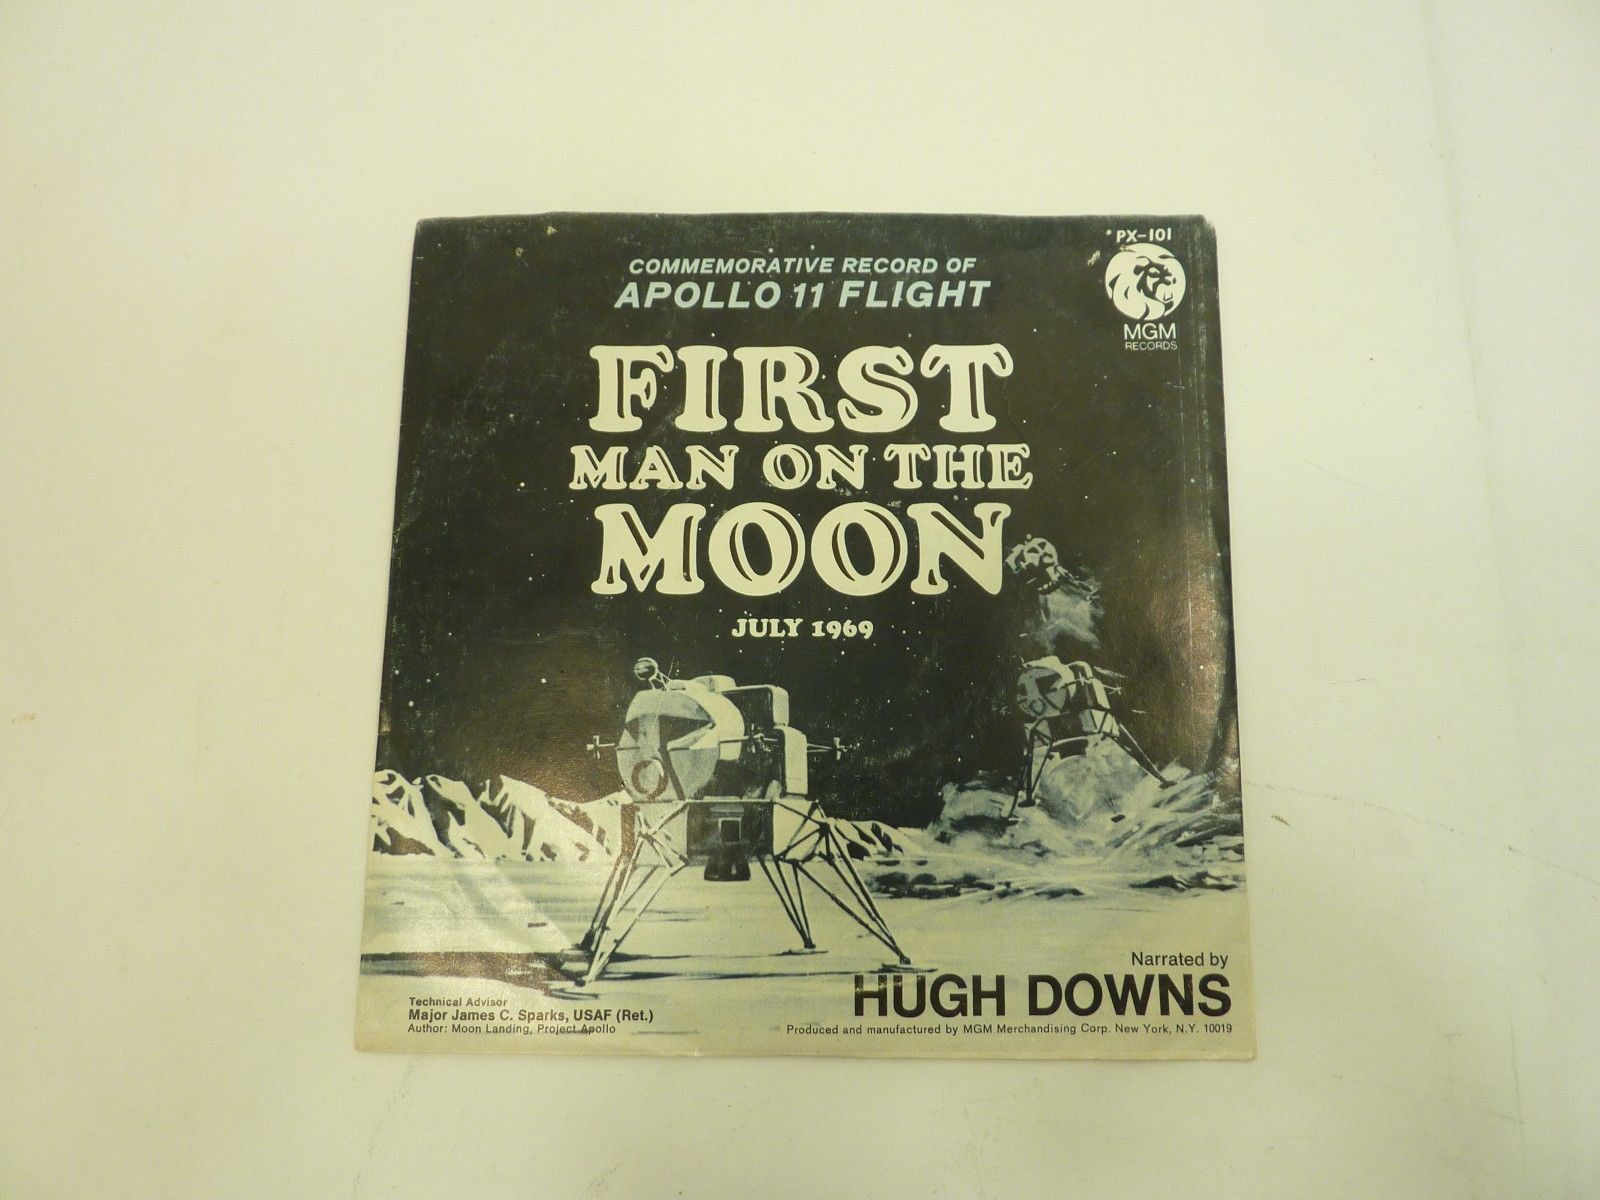 PX-101
MGM
RECORDS
COMMEMORATIVE RECORD OF
APOLLO 11 FLIGHT
FIRST
MAN ON THE
MOON
JULY 1969
Narrated by
HUGH DOWNS
Technical Advisor
Major James C. Sparks, USAF (Ret.)
Author: Moon Landing, Project Apollo
Produced and manufactured by MGM Merchandising Corp. New York, N.Y. 10019